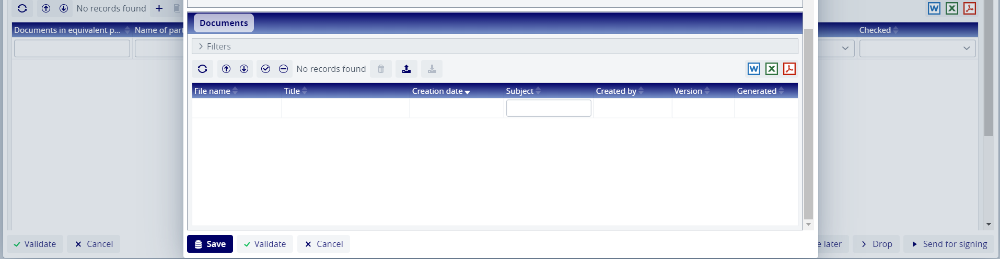 No records found
Documents in equivalent p...
Name of part
Checked
Documents
Filters
No records found
W X
File name Title Creation date Subject Created by Version Generated
Save Validate Cancel
Validate Cancel
e later Drop Send for signing